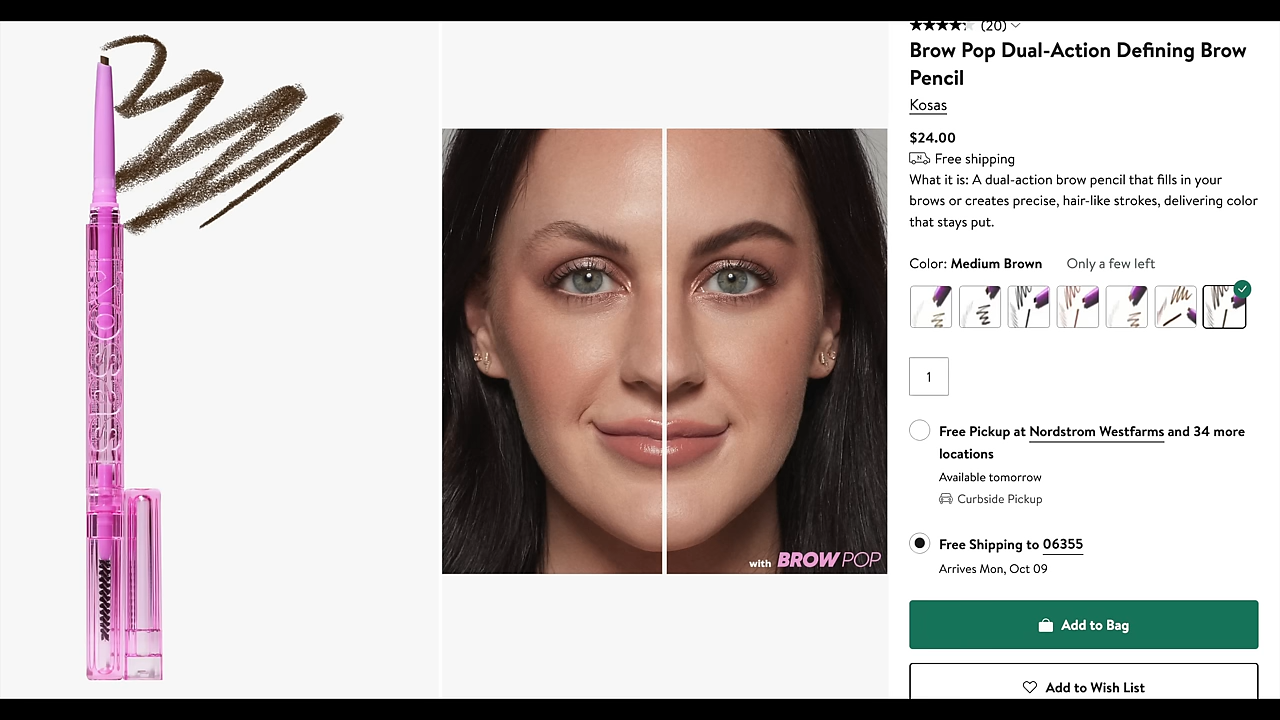 (20)
Brow Pop Dual-Action Defining Brow
Pencil
Kosas
$24.00
Free shipping
What it is: A dual-action brow pencil that fills in your
brows or creates precise, hair-like strokes, delivering color
that stays put.
Color: Medium Brown Only a few left
1
Free Pickup at Nordstrom Westfarms and 34 more
locations
Available tomorrow
Curbside Pickup
Free Shipping to 06355
Arrives Mon, Oct 09
Add to Bag
Add to Wish List
KOSAS
with BROW POP